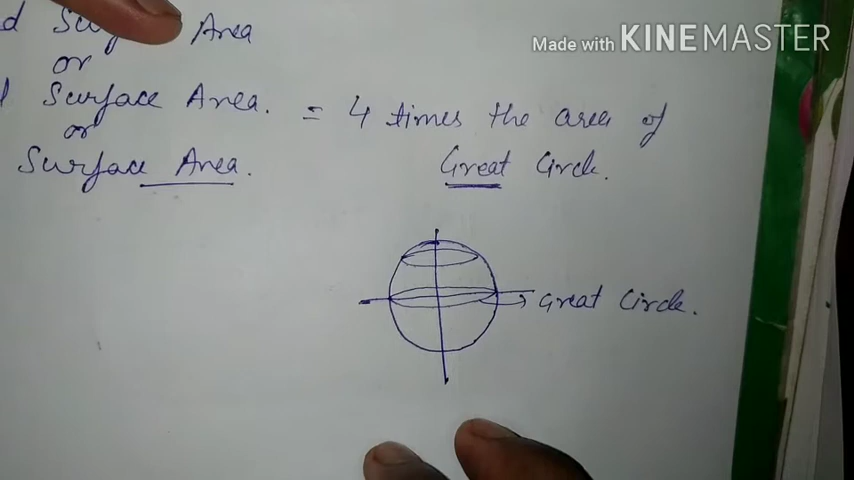 Area
or
Surface Area. = 4 times the area of
or
Surface Area. Great Circle.
Great Circle.
Made with KINEMASTER